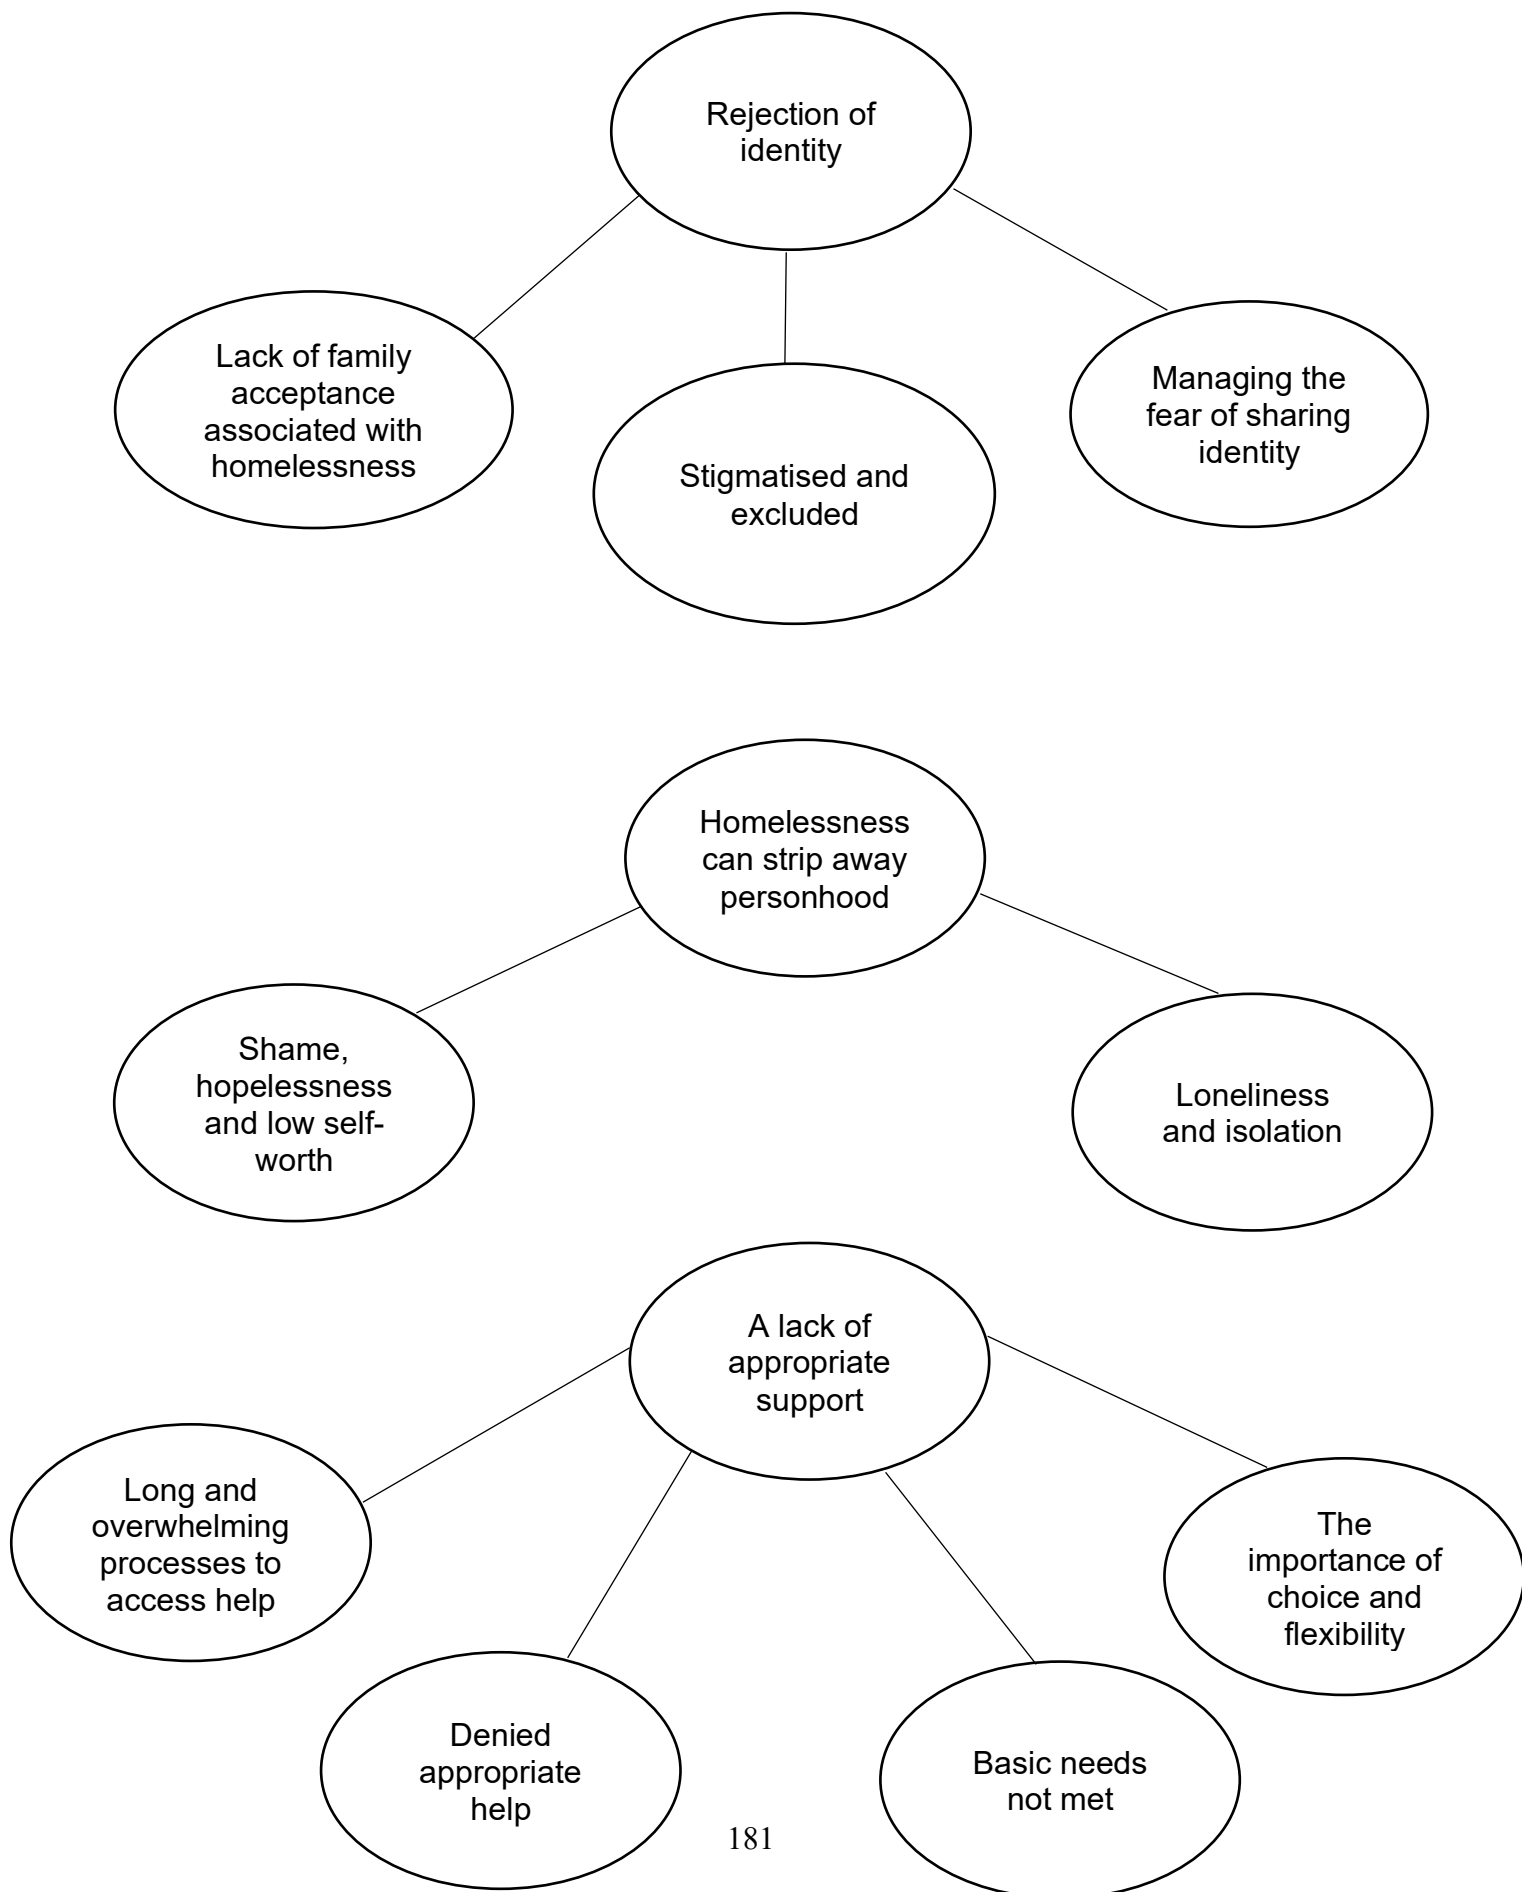 Rejection of
identity
Lack of family
acceptance
associated with
homelessness
Stigmatised and
excluded
Managing the
fear of sharing
identity
Homelessness
can strip away
personhood
Shame,
hopelessness
and low self-
worth
Loneliness
and isolation
A lack of
appropriate
support
Long and
overwhelming
processes to
access help
Denied
appropriate
help
Basic needs
not met
The
importance of
choice and
flexibility
181